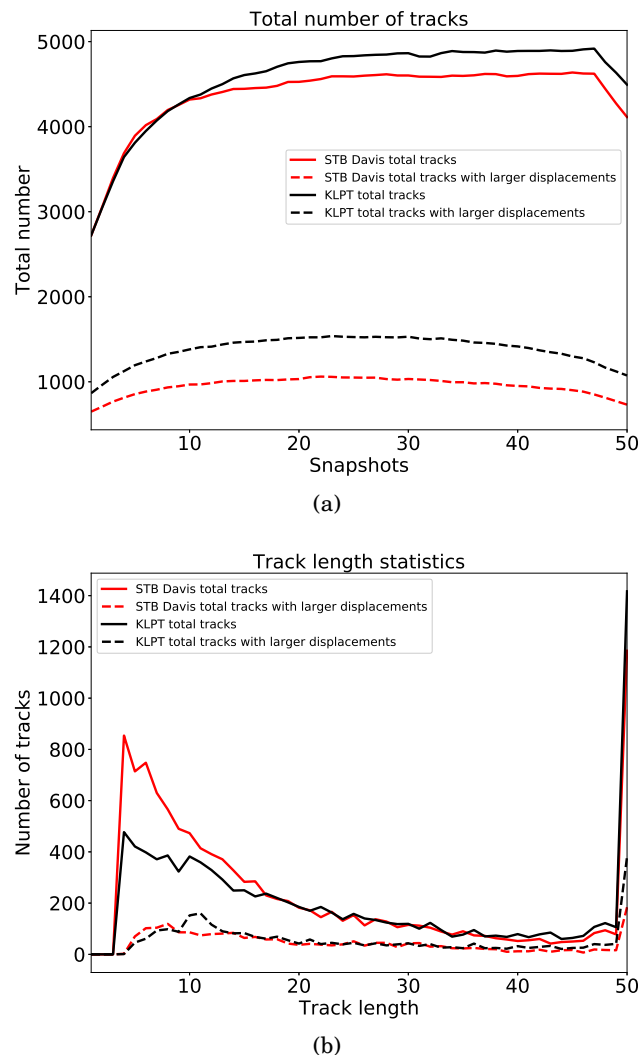 Total number of tracks
5000
4000
3000
2000
1000
Total number
STB Davis total tracks
STB Davis total tracks with larger displacements
KLPT total tracks
KLPT total tracks with larger displacements
10 20 30 40 50
Snapshots
(a)
Track length statistics
1400
1200
1000
800
600
400
200
0
Number of tracks
STB Davis total tracks
STB Davis total tracks with larger displacements
KLPT total tracks
KLPT total tracks with larger displacements
10 20 30 40 50
Track length
(b)